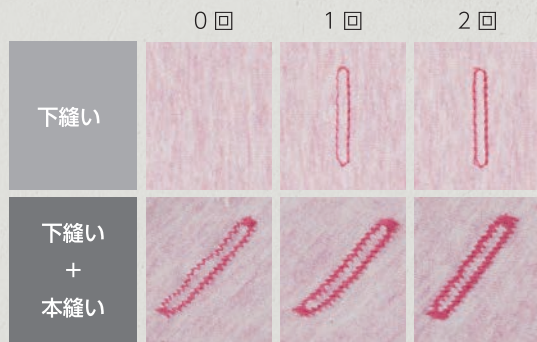 0回 1回 2回
下縫い
下縫い
+
本縫い